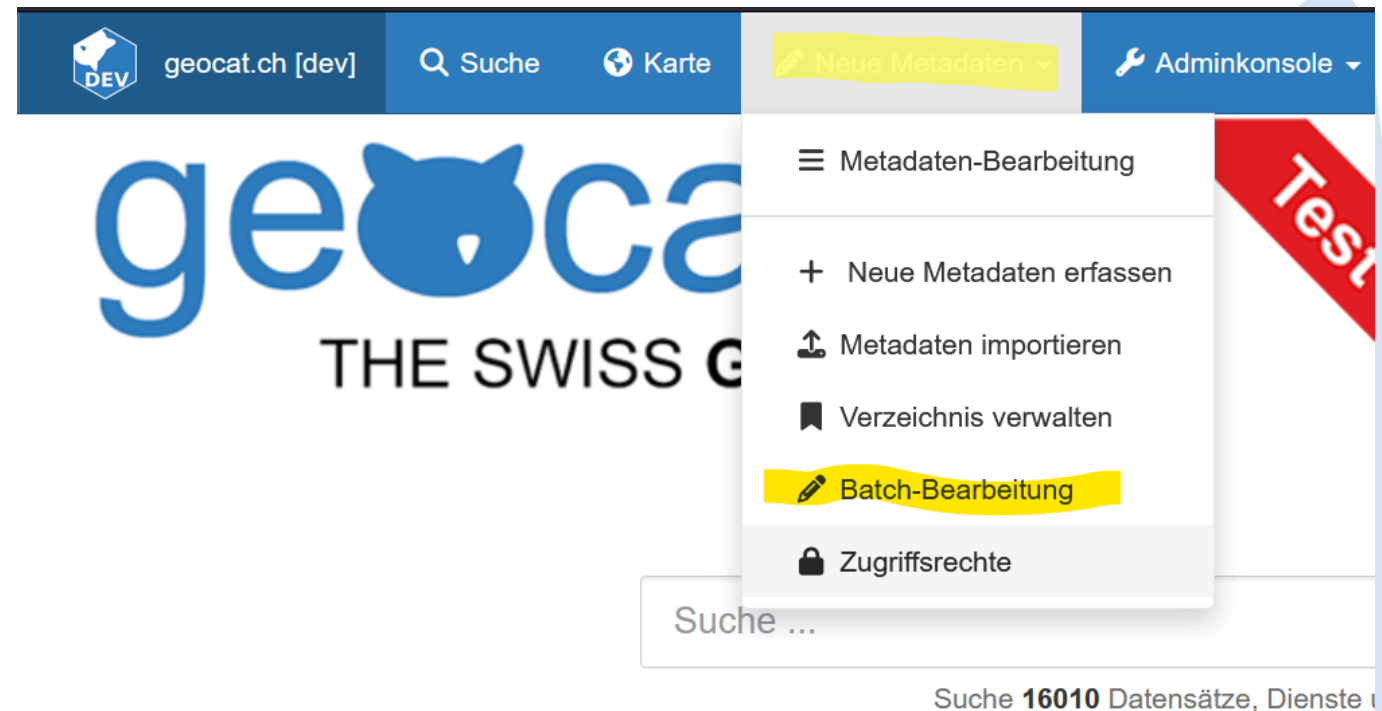 DEV geocat.ch [dev] Suche Karte Neue Metadaten Adminkonsole
Metadaten-Bearbeitung
geoca
Test
Neue Metadaten erfassen
Metadaten importieren
THE SWISS G
Verzeichnis verwalten
Batch-Bearbeitung
Zugriffsrechte
Suche ...
Suche 16010 Datensätze, Dienste